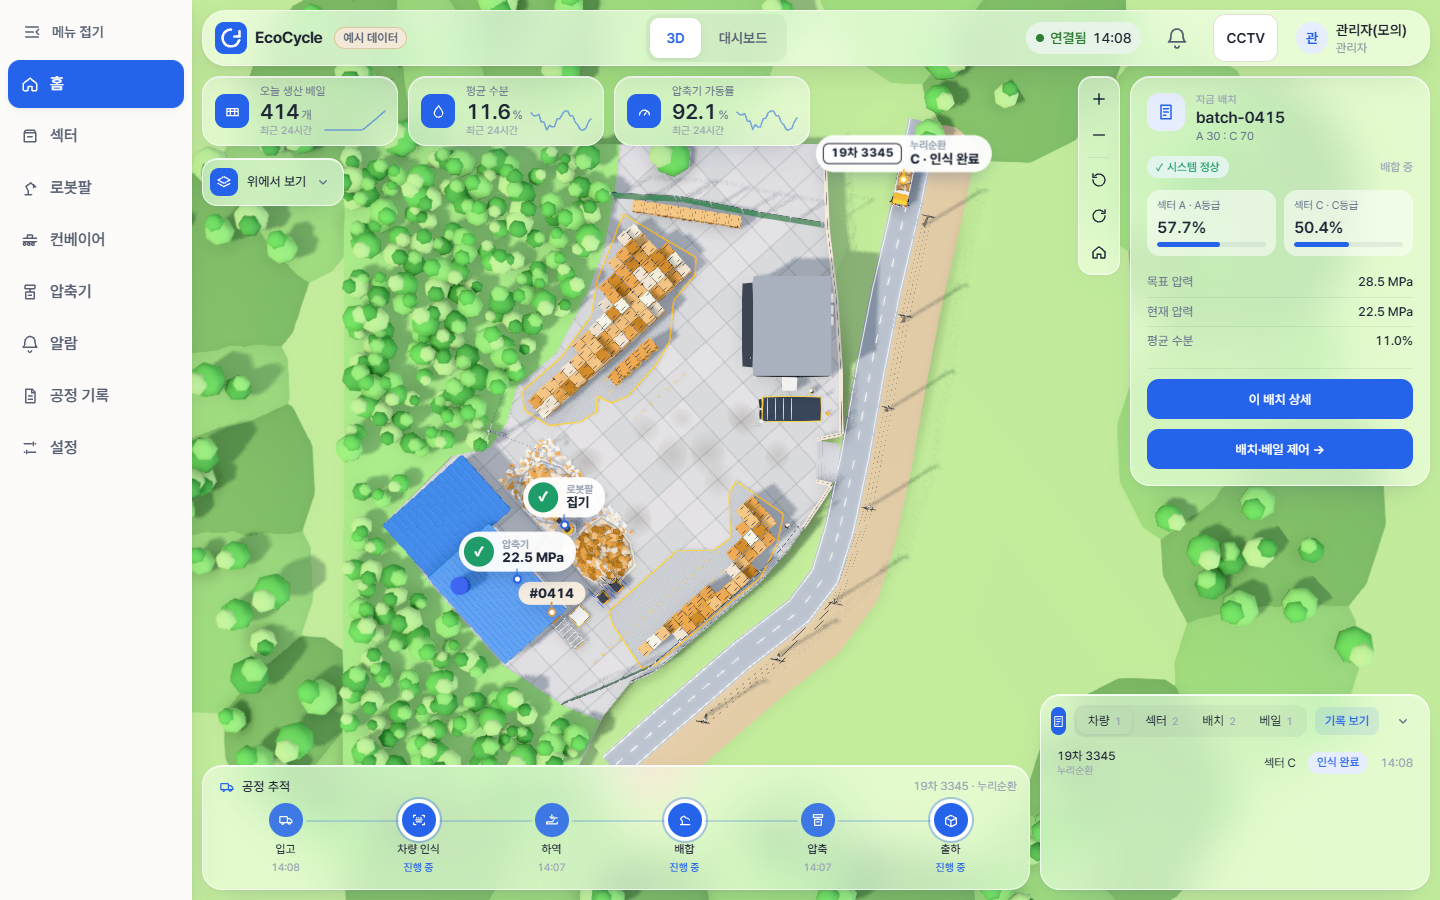 메뉴 접기
홈
섹터
로봇팔
컨베이어
압축기
알람
공정 기록
설정
EcoCycle
예시 데이터
3D
대시보드
연결됨 14:08
CCTV
관
관리자(모의)
관리자
오늘 생산 베일
414개
최근 24시간
평균 수분
11.6%
최근 24시간
압축기 가동률
92.1%
최근 24시간
위에서 보기
19차 3345
누리순환
C · 인식 완료
로봇팔
집기
압축기
22.5 MPa
#0414
지금 배치
batch-0415
A 30 : C 70
✓ 시스템 정상
배합 중
섹터 A · A등급
57.7%
섹터 C · C등급
50.4%
목표 압력 28.5 MPa
현재 압력 22.5 MPa
평균 수분 11.0%
이 배치 상세
배치·베일 제어 →
공정 추적
19차 3345 · 누리순환
입고
14:08
차량 인식
진행 중
하역
14:07
배합
진행 중
압축
14:07
출하
진행 중
차량 1
섹터 2
배치 2
베일 1
기록 보기
19차 3345
누리순환
섹터 C
인식 완료
14:08